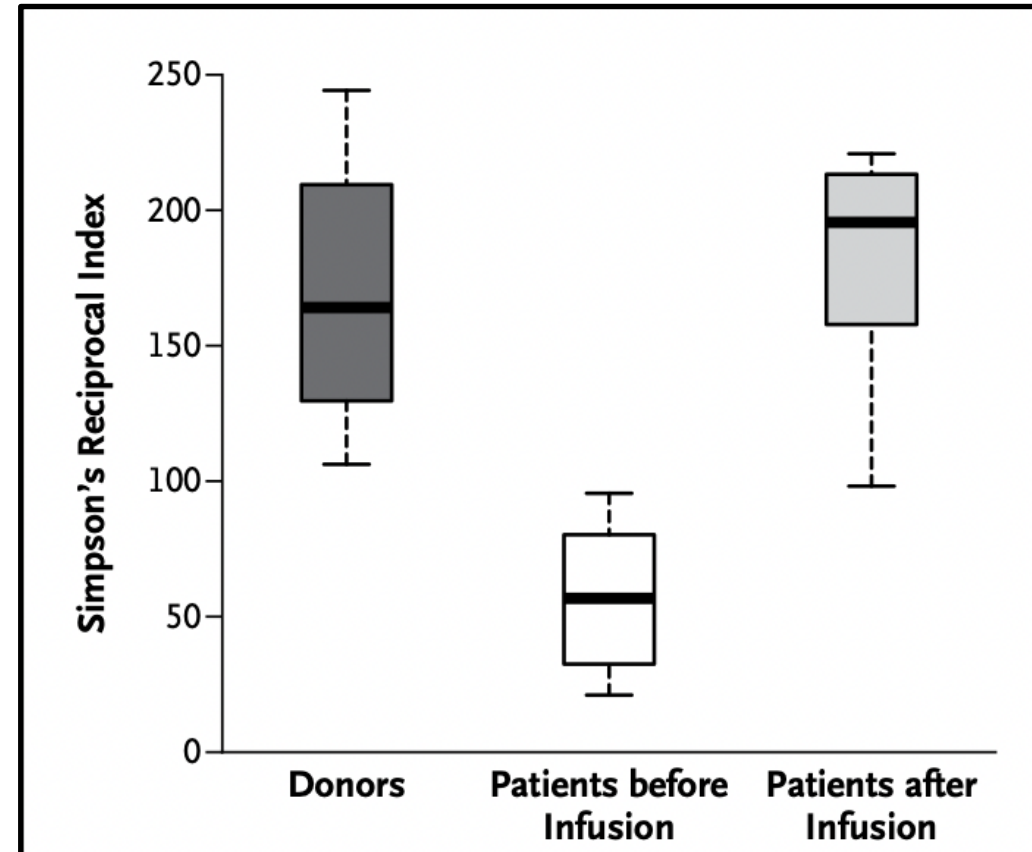 Simpson's Reciprocal Index
250
200
150
100
50
0
Donors
Patients before
Infusion
Patients after
Infusion